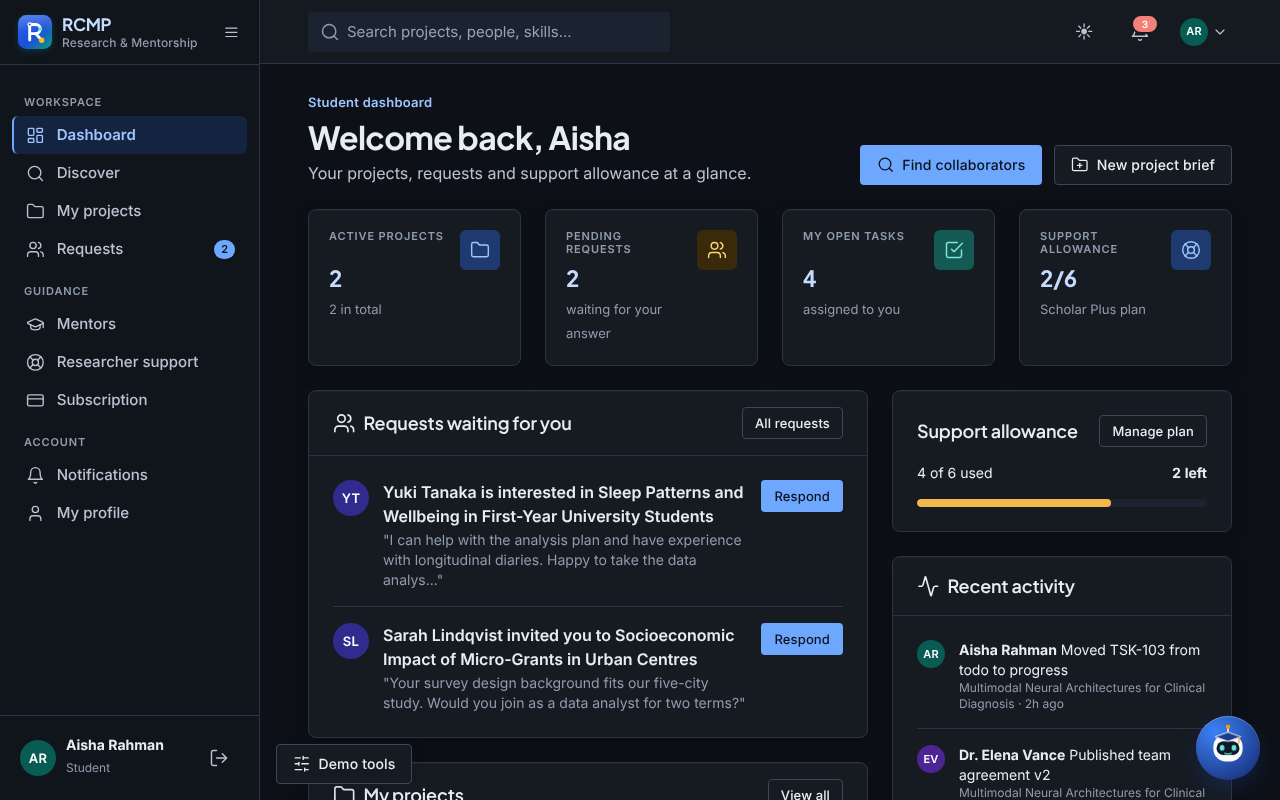 RCMP
Research & Mentorship
WORKSPACE
Dashboard
Discover
My projects
Requests
2
GUIDANCE
Mentors
Researcher support
Subscription
ACCOUNT
Notifications
My profile
AR
Aisha Rahman
Student
Search projects, people, skills...
3
AR
Student dashboard
Welcome back, Aisha
Your projects, requests and support allowance at a glance.
Find collaborators
New project brief
ACTIVE PROJECTS
2
2 in total
PENDING
REQUESTS
2
waiting for your
answer
MY OPEN TASKS
4
assigned to you
SUPPORT
ALLOWANCE
2/6
Scholar Plus plan
Requests waiting for you
All requests
YT
Yuki Tanaka is interested in Sleep Patterns and
Wellbeing in First-Year University Students
"I can help with the analysis plan and have experience
with longitudinal diaries. Happy to take the data
analys..."
Respond
SL
Sarah Lindqvist invited you to Socioeconomic
Impact of Micro-Grants in Urban Centres
"Your survey design background fits our five-city
study. Would you join as a data analyst for two terms?"
Respond
Demo tools
My projects
View all
Support allowance
Manage plan
4 of 6 used
2 left
Recent activity
AR
Aisha Rahman Moved TSK-103 from
todo to progress
Multimodal Neural Architectures for Clinical
Diagnosis · 2h ago
EV
Dr. Elena Vance Published team
agreement v2
Multimodal Neural Architectures for Clinical